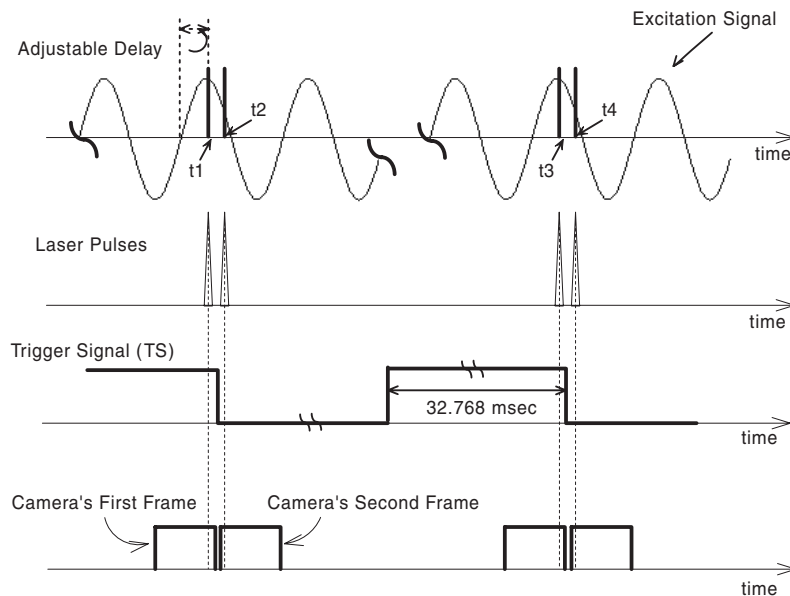 Excitation Signal
Adjustable Delay
t2
t4
t1
t3
time
Laser Pulses
time
Trigger Signal (TS)
32.768 msec
time
Camera's First Frame
Camera's Second Frame
time